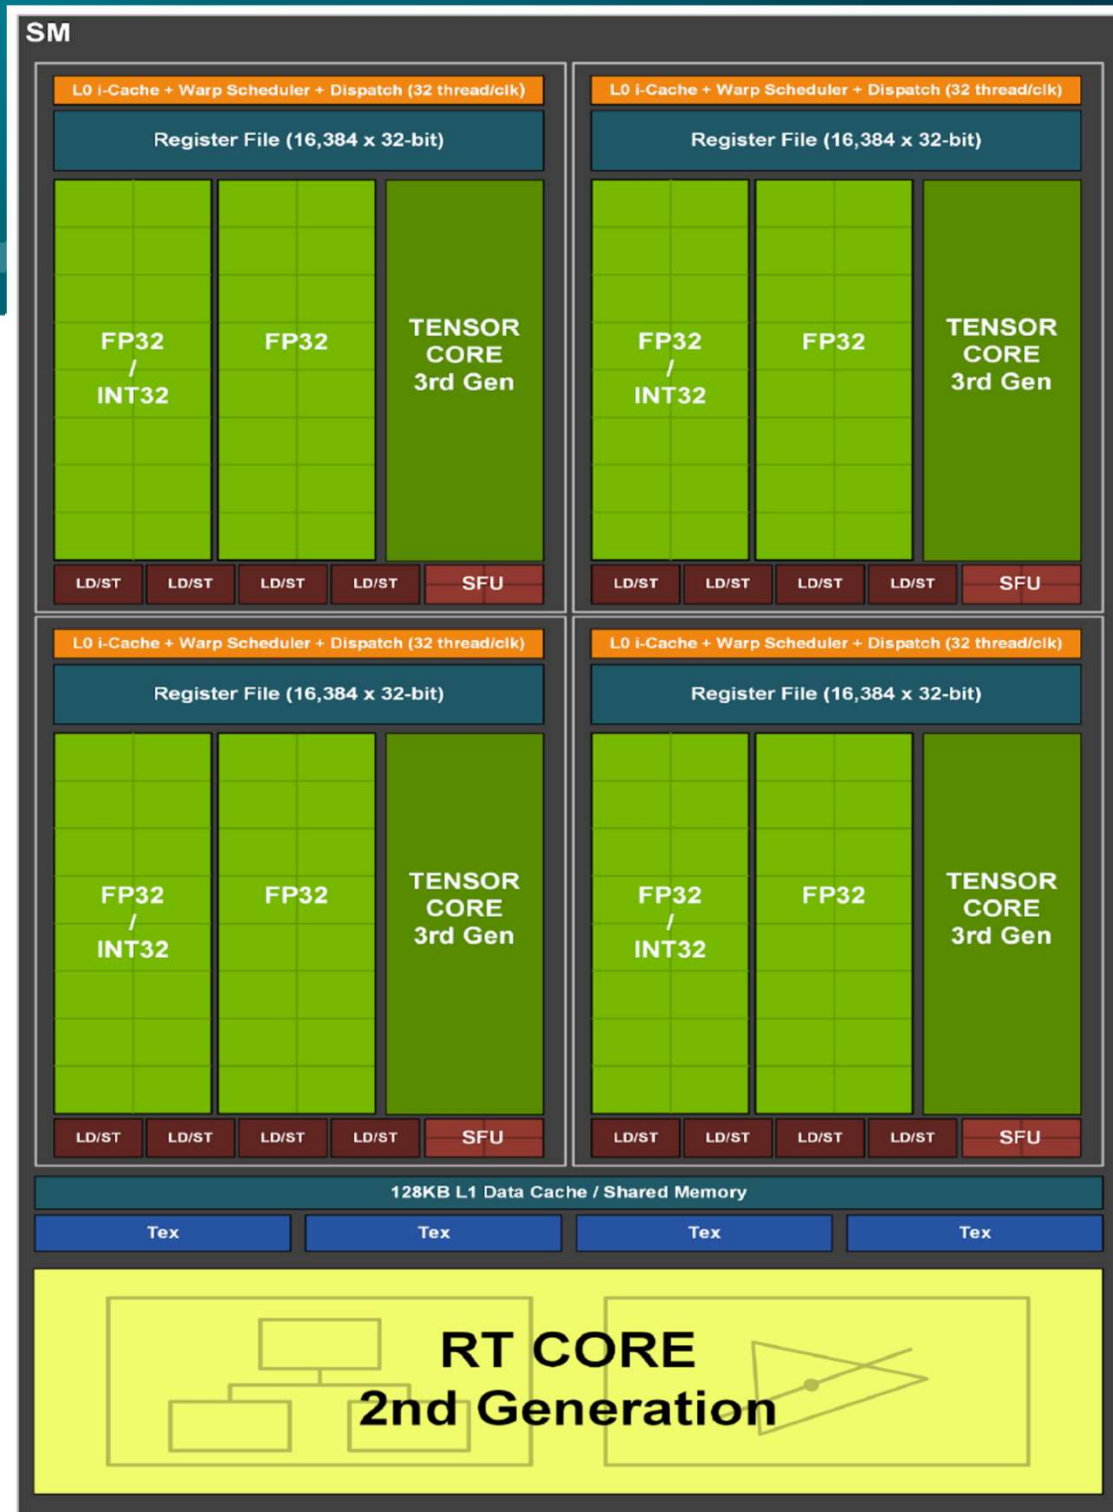 SM
L0 i-Cache + Warp Scheduler + Dispatch (32 thread/clk)
Register File (16,384 x 32-bit)
FP32
/
INT32
FP32
TENSOR
CORE
3rd Gen
LD/ST
LD/ST
LD/ST
LD/ST
SFU
L0 i-Cache + Warp Scheduler + Dispatch (32 thread/clk)
Register File (16,384 x 32-bit)
FP32
/
INT32
FP32
TENSOR
CORE
3rd Gen
LD/ST
LD/ST
LD/ST
LD/ST
SFU
L0 i-Cache + Warp Scheduler + Dispatch (32 thread/clk)
Register File (16,384 x 32-bit)
FP32
/
INT32
FP32
TENSOR
CORE
3rd Gen
LD/ST
LD/ST
LD/ST
LD/ST
SFU
L0 i-Cache + Warp Scheduler + Dispatch (32 thread/clk)
Register File (16,384 x 32-bit)
FP32
/
INT32
FP32
TENSOR
CORE
3rd Gen
LD/ST
LD/ST
LD/ST
LD/ST
SFU
128KB L1 Data Cache / Shared Memory
Tex
Tex
Tex
Tex
RT CORE
2nd Generation